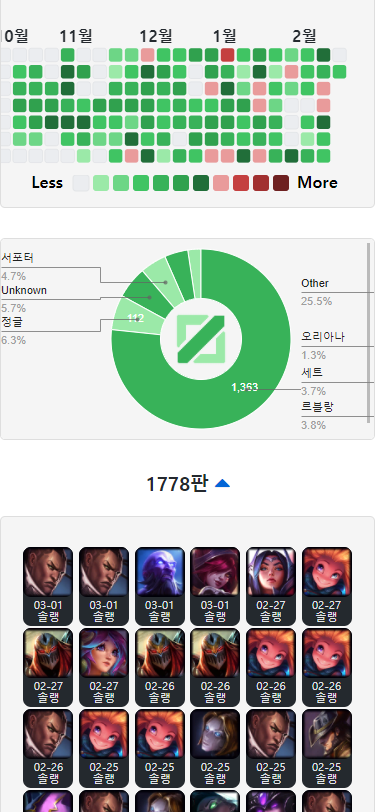 0월 11월 12월 1월 2월
Less More
서포터
4.7%
Unknown
5.7%
정글
6.3%
112
1,363
Other
25.5%
오리아나
1.3%
세트
3.7%
르블랑
3.8%
1778판
03-01 03-01 03-01 03-01 02-27 02-27
솔랭 솔랭 솔랭 솔랭 솔랭 솔랭
02-27 02-27 02-26 02-26 02-26 02-26
솔랭 솔랭 솔랭 솔랭 솔랭 솔랭
02-26 02-25 02-25 02-25 02-25 02-25
솔랭 솔랭 솔랭 솔랭 솔랭 솔랭